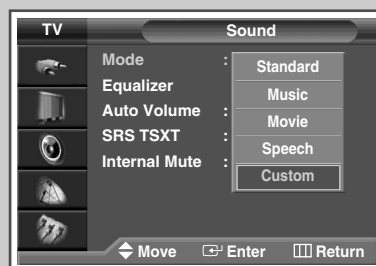 TV Sound
Mode : Standard
Equalizer Music
Auto Volume : Movie
SRS TSXT : Speech
Internal Mute : Custom
Move Enter Return